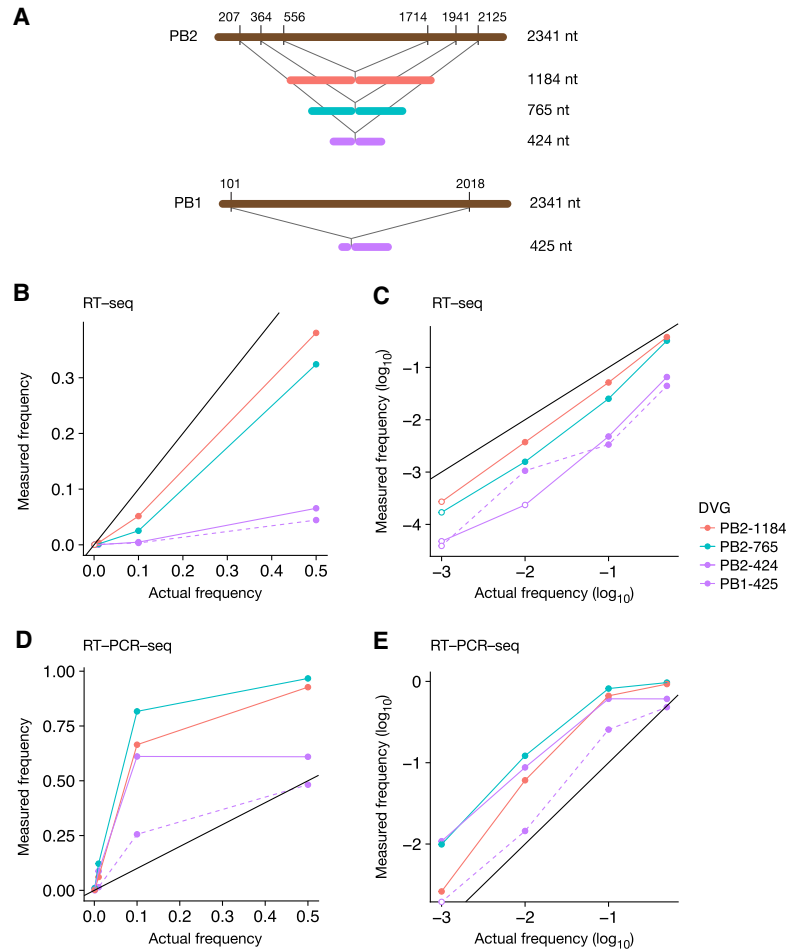 A
207 364 556 1714 1941 2125
PB2 2341 nt
1184 nt
765 nt
424 nt
101 2018
PB1 2341 nt
425 nt
B
RT–seq
Measured frequency
0.3
0.2
0.1
0.0
0.0 0.1 0.2 0.3 0.4 0.5
Actual frequency
C
RT–seq
Measured frequency (log10)
−1
−2
−3
−4
−3 −2 −1
Actual frequency (log10)
DVG
PB2-1184
PB2-765
PB2-424
PB1-425
D
RT–PCR–seq
Measured frequency
1.00
0.75
0.50
0.25
0.00
0.0 0.1 0.2 0.3 0.4 0.5
Actual frequency
E
RT–PCR–seq
Measured frequency (log10)
0
−1
−2
−3 −2 −1
Actual frequency (log10)